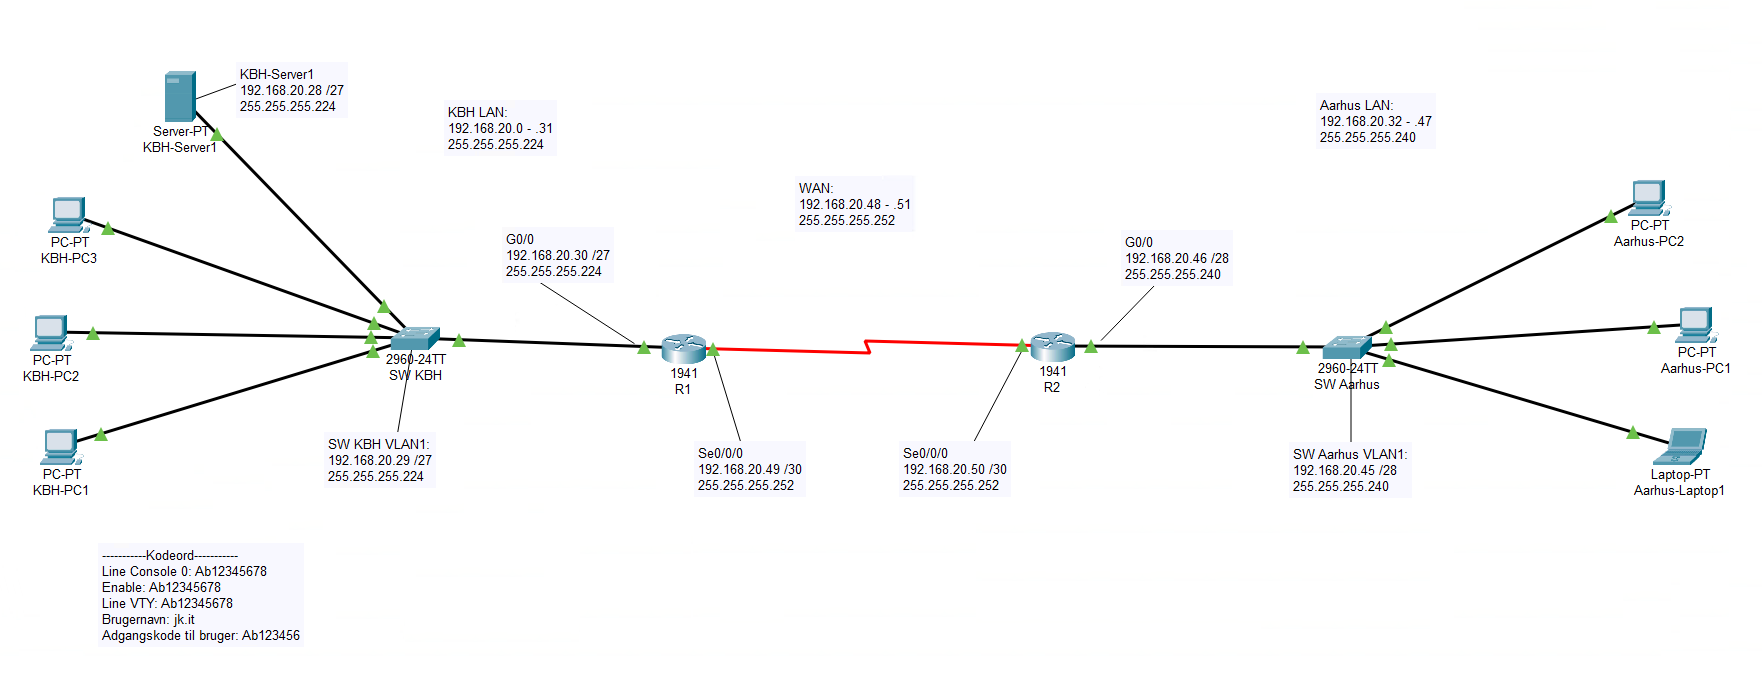 KBH-Server1
192.168.20.28 /27
255.255.255.224
Server-PT
KBH-Server1
KBH LAN:
192.168.20.0 - .31
255.255.255.224
Aarhus LAN:
192.168.20.32 - .47
255.255.255.240
WAN:
192.168.20.48 - .51
255.255.255.252
PC-PT
KBH-PC3
G0/0
192.168.20.30 /27
255.255.255.224
G0/0
192.168.20.46 /28
255.255.255.240
PC-PT
Aarhus-PC2
PC-PT
KBH-PC2
2960-24TT
SW KBH
1941
R1
1941
R2
2960-24TT
SW Aarhus
PC-PT
Aarhus-PC1
SW KBH VLAN1:
192.168.20.29 /27
255.255.255.224
Se0/0/0
192.168.20.49 /30
255.255.255.252
Se0/0/0
192.168.20.50 /30
255.255.255.252
SW Aarhus VLAN1:
192.168.20.45 /28
255.255.255.240
PC-PT
KBH-PC1
Laptop-PT
Aarhus-Laptop1
-----------Kodeord-----------
Line Console 0: Ab12345678
Enable: Ab12345678
Line VTY: Ab12345678
Brugernavn: jk.it
Adgangskode til bruger: Ab123456